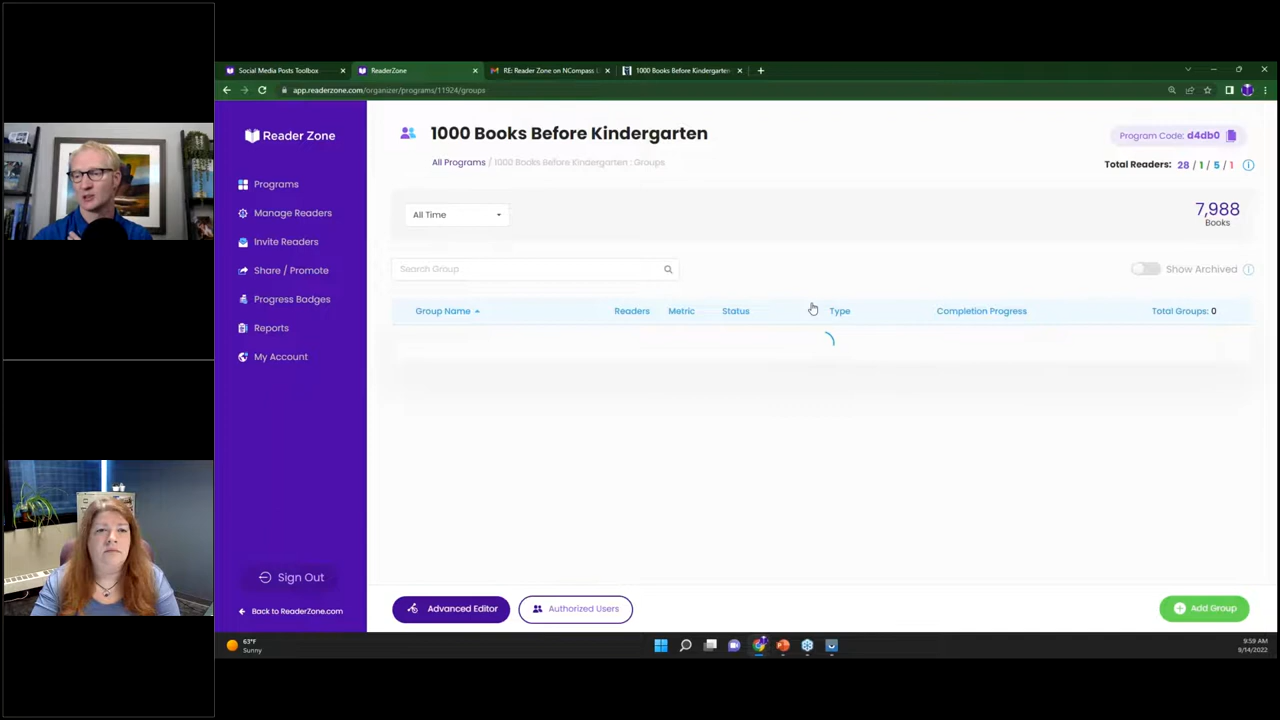 Social Media Posts Toolbox
ReaderZone
RE: Reader Zone on NCompass L
1000 Books Before Kindergarten
app.readerzone.com/organizer/programs/11924/groups
Reader Zone
Programs
Manage Readers
Invite Readers
Share / Promote
Progress Badges
Reports
My Account
Sign Out
Back to ReaderZone.com
1000 Books Before Kindergarten
Program Code: d4db0
All Programs / 1000 Books Before Kindergarten : Groups
Total Readers: 28 / 1 / 5 / 1
All Time
7,988
Books
Search Group
Show Archived
Group Name Readers Metric Status Type Completion Progress Total Groups: 0
Advanced Editor
Authorized Users
Add Group
63°F
Sunny
9:59 AM
9/14/2022